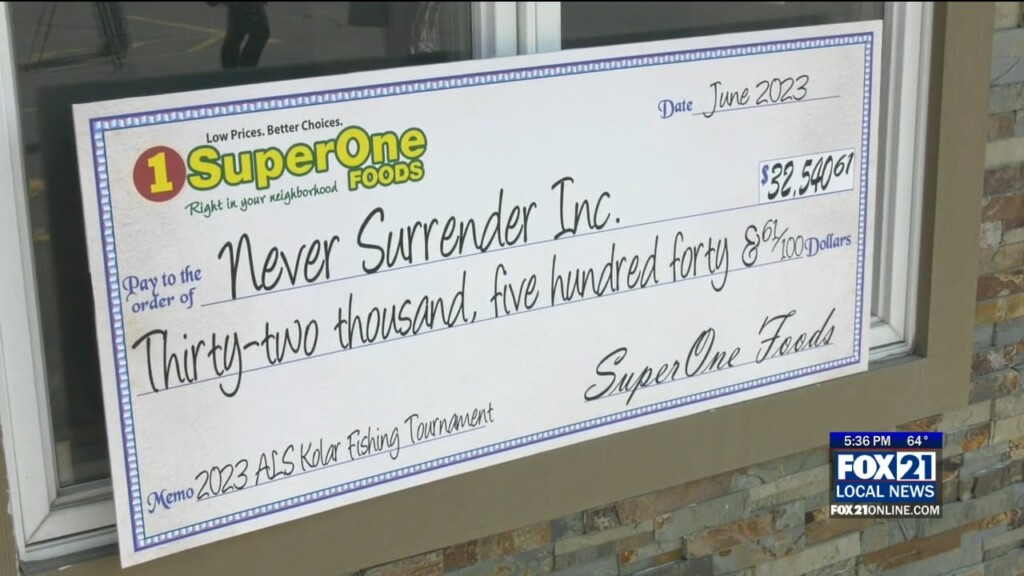 Date June 2023
Low Prices. Better Choices.
1 SuperOne
FOODS
Right in your neighborhood
$32,540 61
Pay to the
order of Never Surrender Inc.
Thirty-two thousand, five hundred forty & 61/100 Dollars
SuperOne Foods
Memo 2023 ALS Kolar Fishing Tournament
5:36 PM 64°
FOX21
LOCAL NEWS
FOX21ONLINE.COM